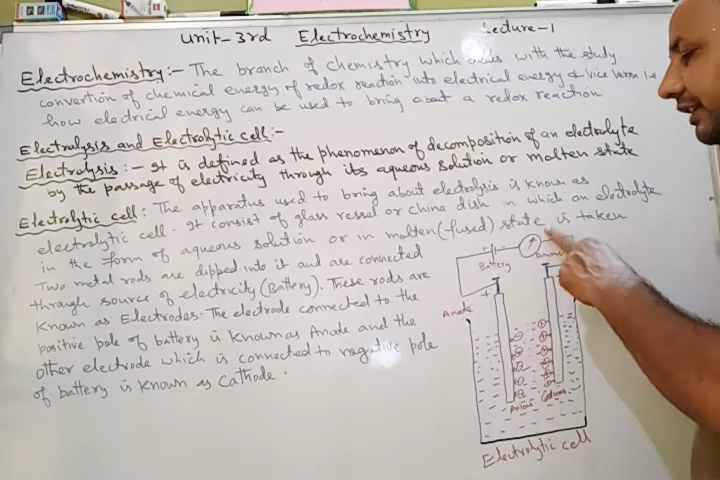 Unit-3rd Electrochemistry Lecture-1
Electrochemistry:- The branch of chemistry which deals with the study
convertion of chemical energy of redox reaction into electrical energy & Vice Versa i.e
how electrical energy can be used to bring about a redox reaction
Electralysis and Electrolytic cell:-
Electrolysis:- It is defined as the phenomenon of decomposition of an electrolyte
by the passage of electricity through its aqueous solution or molten state
Electrolytic cell: The apparatus used to bring about electrolysis is known as
electrolytic cell. It consist of glass vessel or China dish in which an electrolyte
in the form of aqueous solution or in molten(fused) state is taken
Two metal rods are dipped into it and are connected
through source of electricity (Battery). These rods are
Known as Electrodes. The electrode connected to the
positive pole of battery is known as Anode and the
other electrode which is connected to negative pole
of battery is known as Cathode.
Battery
+
Anode
Anions
Electrolytic cell